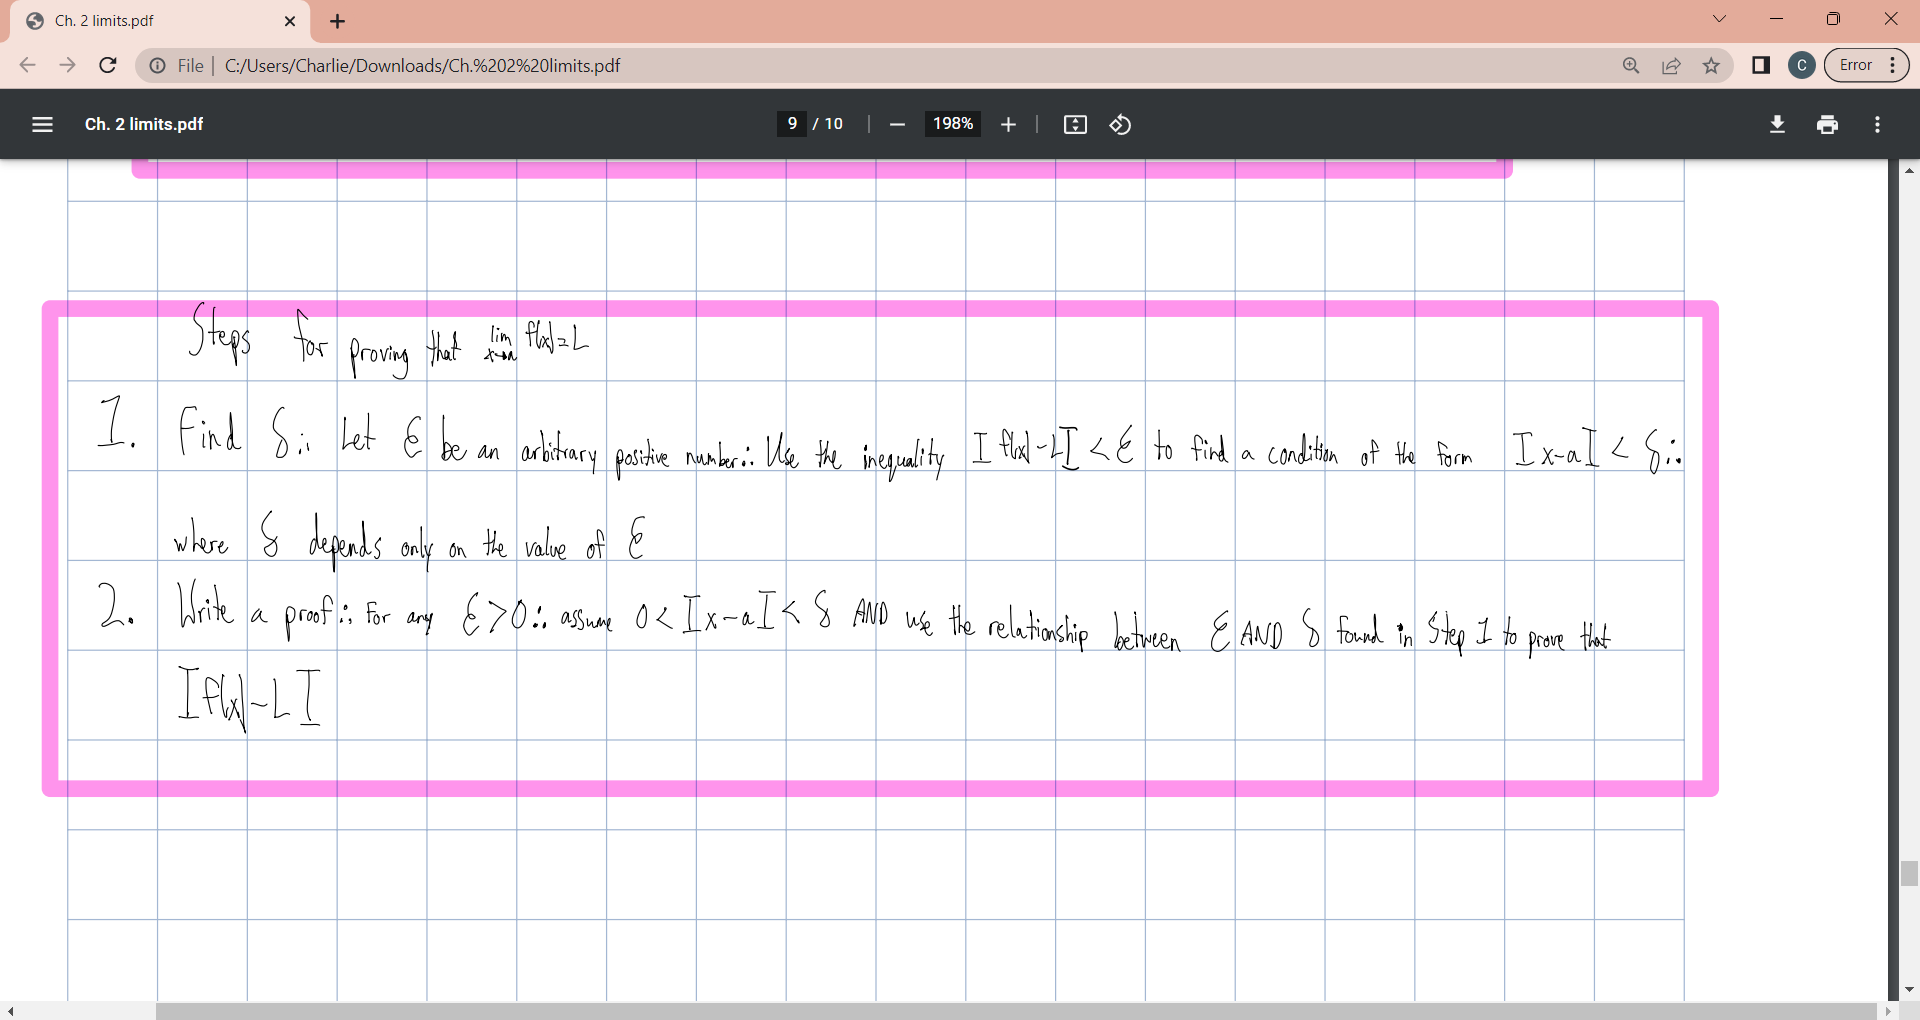 Ch. 2 limits.pdf
File | C:/Users/Charlie/Downloads/Ch.%202%20limits.pdf
C
Error
Ch. 2 limits.pdf
9 / 10
198%
Steps for proving that lim x→a f(x)=L
1. Find δ∴ Let ε be an arbitrary positive number∴ Use the inequality I f(x)-L I < ε to find a condition of the form I x-a I < δ∴
where δ depends only on the value of ε
2. Write a proof∴ For any ε>0∴ assume 0< I x-a I < δ AND use the relationship between ε AND δ found in Step 1 to prove that
I f(x)-L I